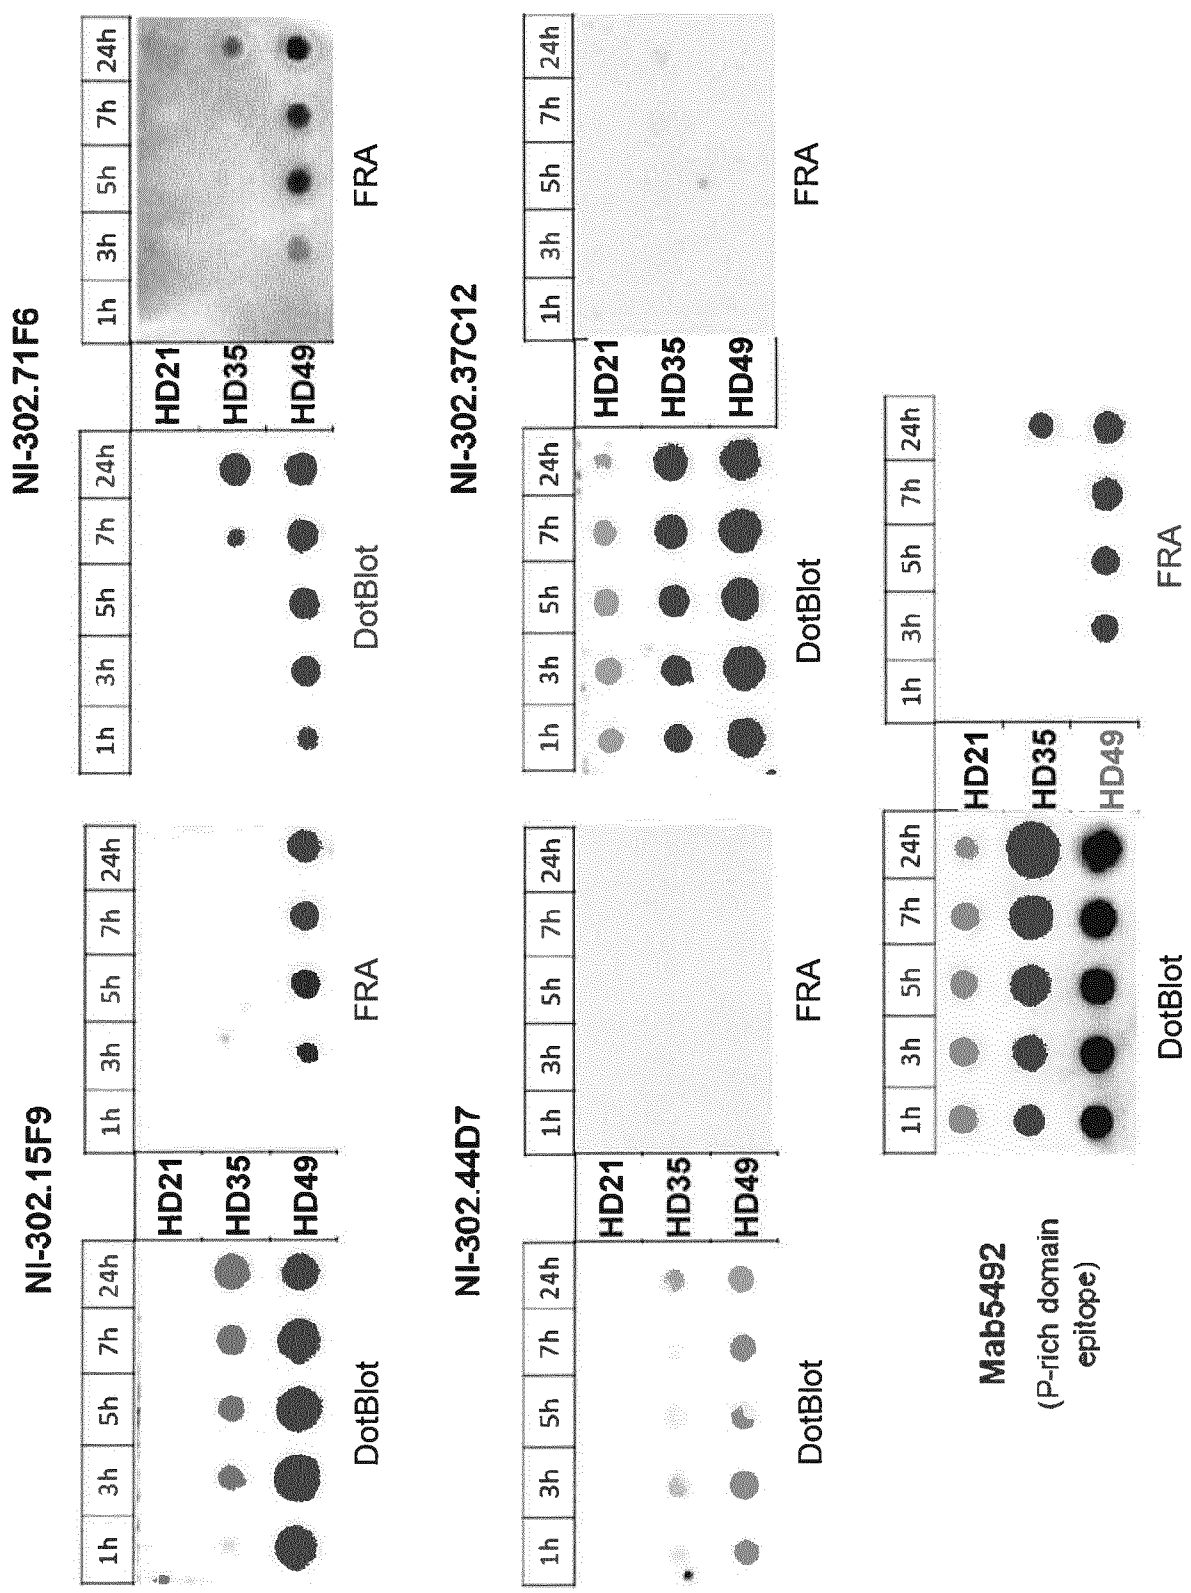 NI-302.15F9
1h 3h 5h 7h 24h
1h 3h 5h 7h 24h
HD21
HD35
HD49
DotBlot
FRA
NI-302.71F6
1h 3h 5h 7h 24h
1h 3h 5h 7h 24h
HD21
HD35
HD49
DotBlot
FRA
NI-302.44D7
1h 3h 5h 7h 24h
1h 3h 5h 7h 24h
HD21
HD35
HD49
DotBlot
FRA
NI-302.37C12
1h 3h 5h 7h 24h
1h 3h 5h 7h 24h
HD21
HD35
HD49
DotBlot
FRA
Mab5492
(P-rich domain
epitope)
1h 3h 5h 7h 24h
1h 3h 5h 7h 24h
HD21
HD35
HD49
DotBlot
FRA